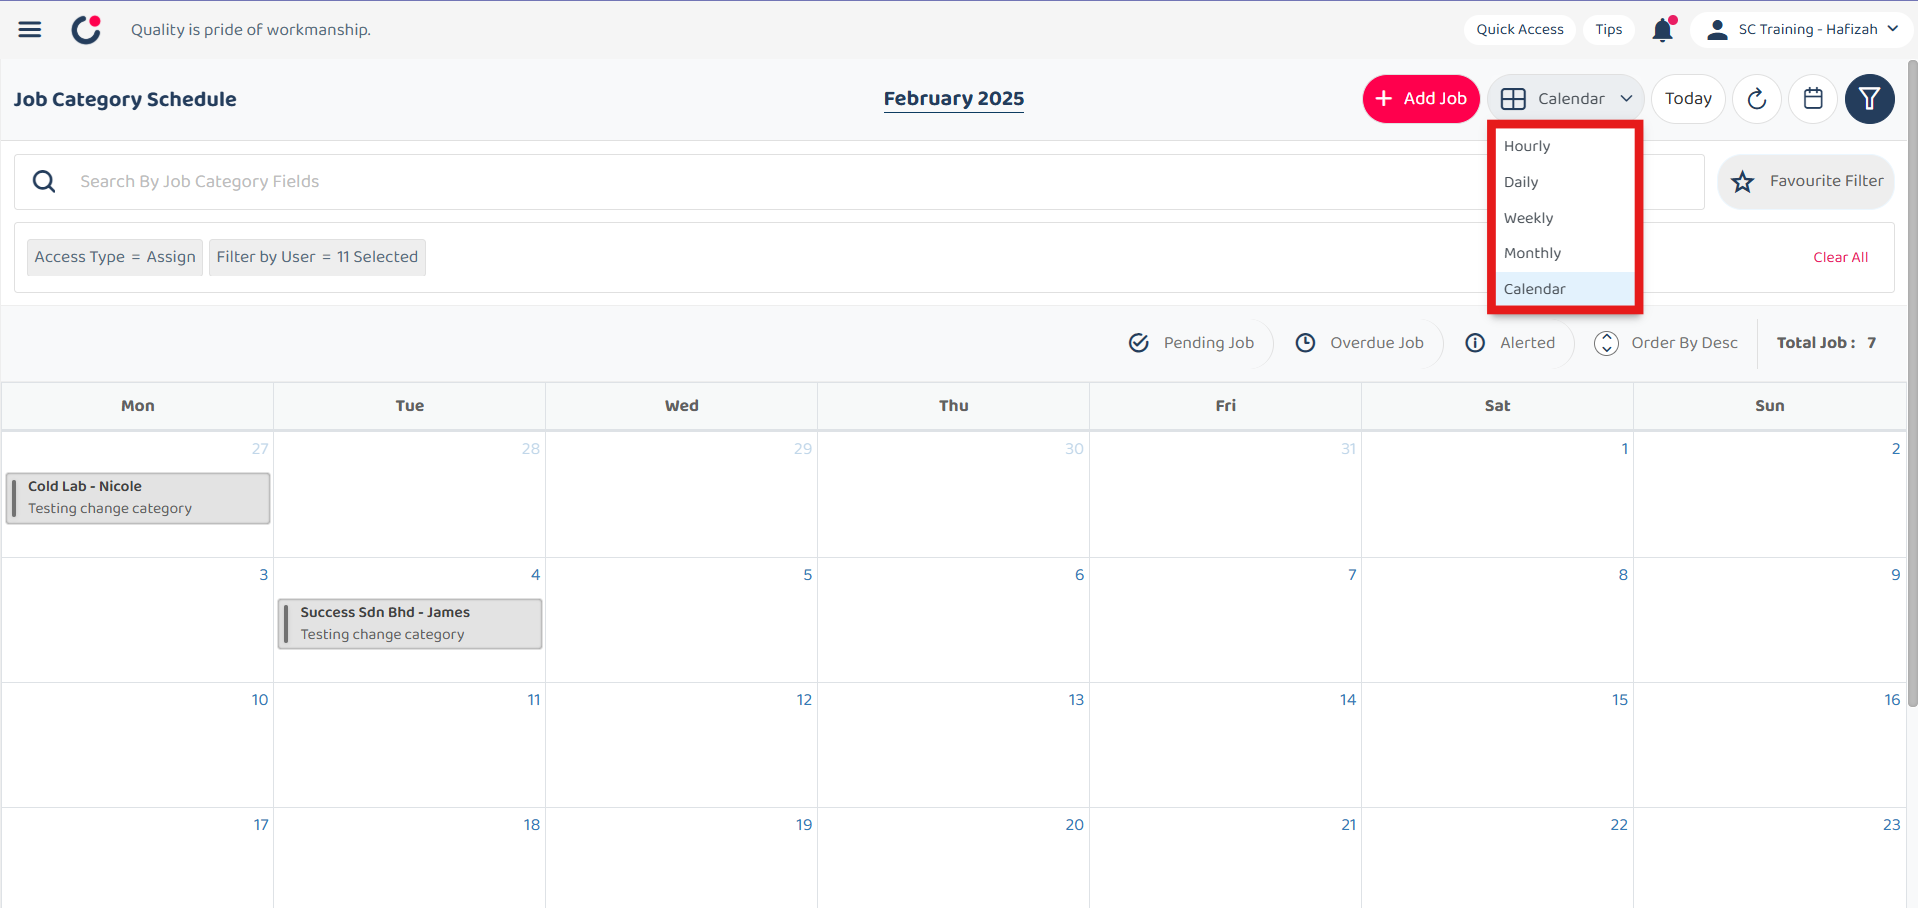 Quality is pride of workmanship.
Quick Access
Tips
SC Training - Hafizah
Job Category Schedule
February 2025
Add Job
Calendar
Today
Hourly
Daily
Weekly
Monthly
Calendar
Search By Job Category Fields
Favourite Filter
Access Type = Assign
Filter by User = 11 Selected
Clear All
Pending Job
Overdue Job
Alerted
Order By Desc
Total Job : 7
Mon Tue Wed Thu Fri Sat Sun
27 28 29 30 31 1 2
Cold Lab - Nicole
Testing change category
3 4 5 6 7 8 9
Success Sdn Bhd - James
Testing change category
10 11 12 13 14 15 16
17 18 19 20 21 22 23